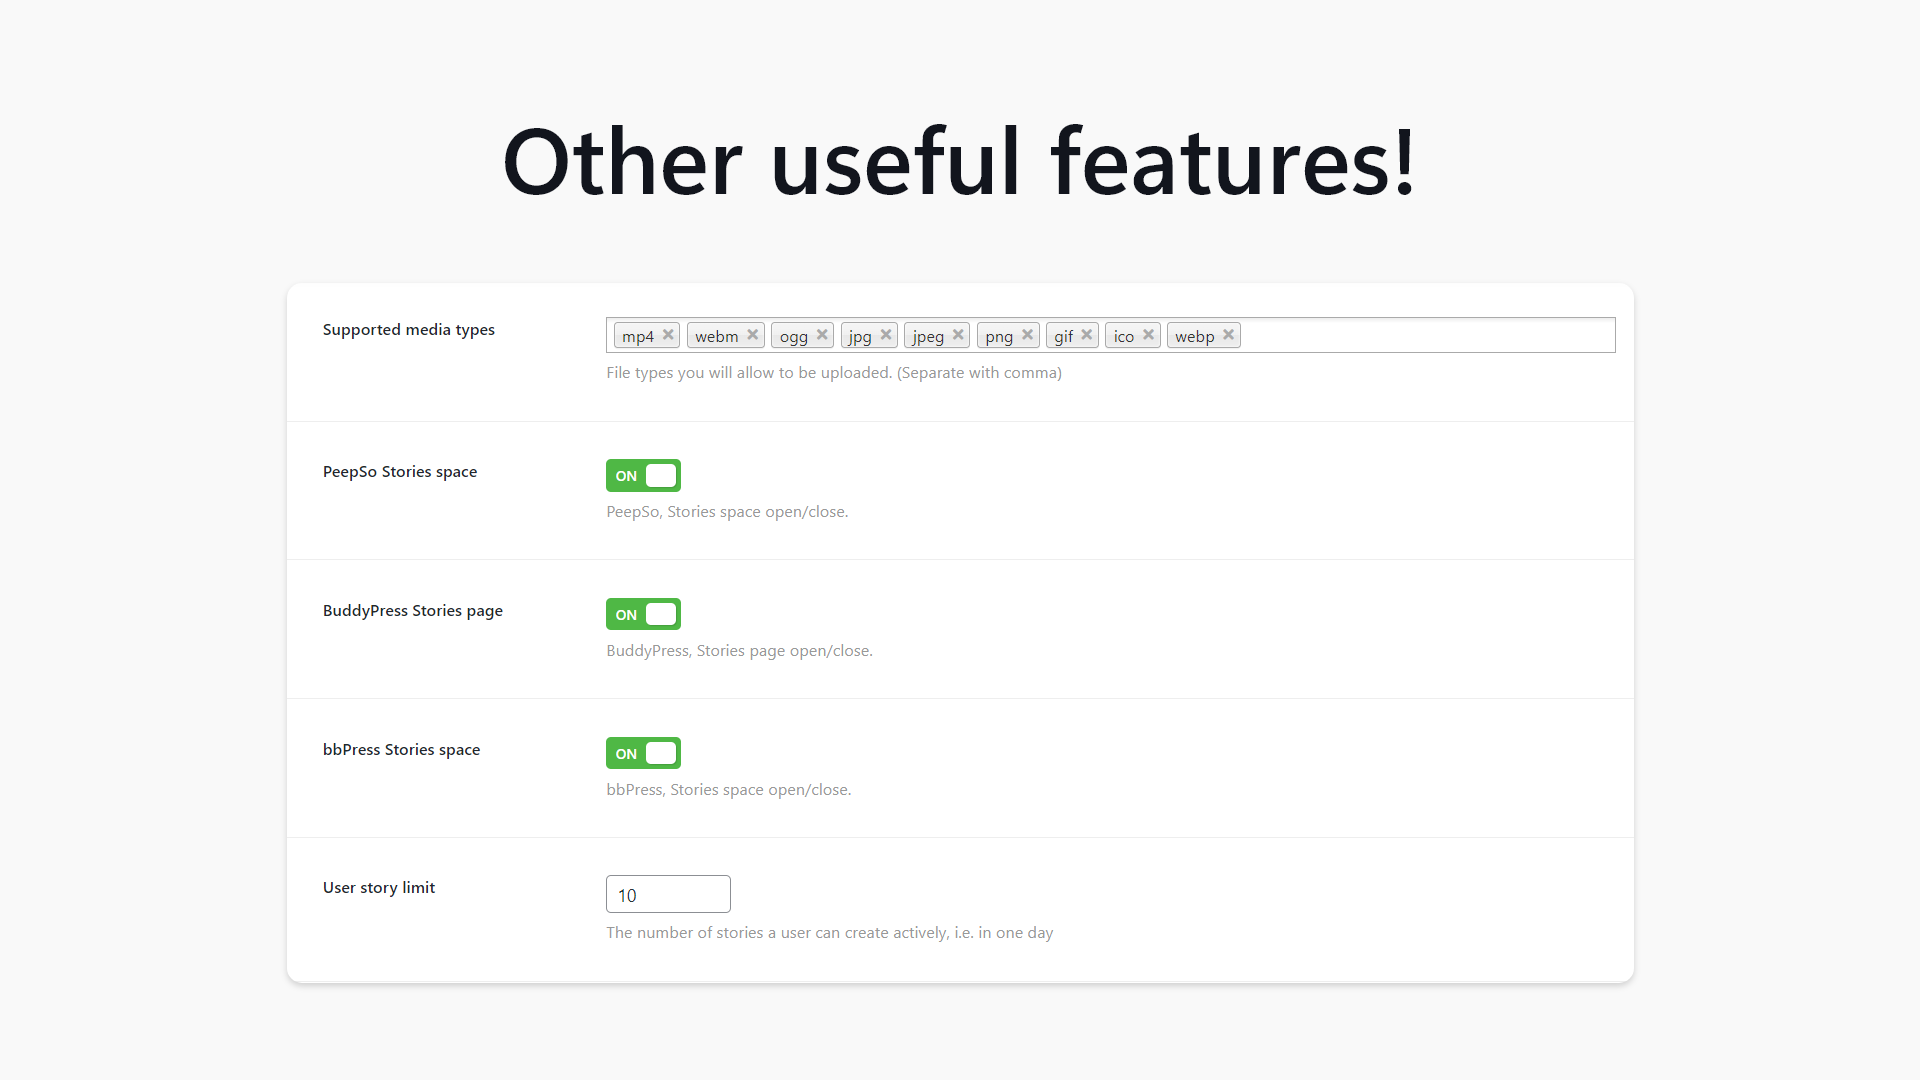 Other useful features!
Supported media types
mp4 webm ogg jpg jpeg png gif ico webp
File types you will allow to be uploaded. (Separate with comma)
PeepSo Stories space
ON
PeepSo, Stories space open/close.
BuddyPress Stories page
ON
BuddyPress, Stories page open/close.
bbPress Stories space
ON
bbPress, Stories space open/close.
User story limit
10
The number of stories a user can create actively, i.e. in one day